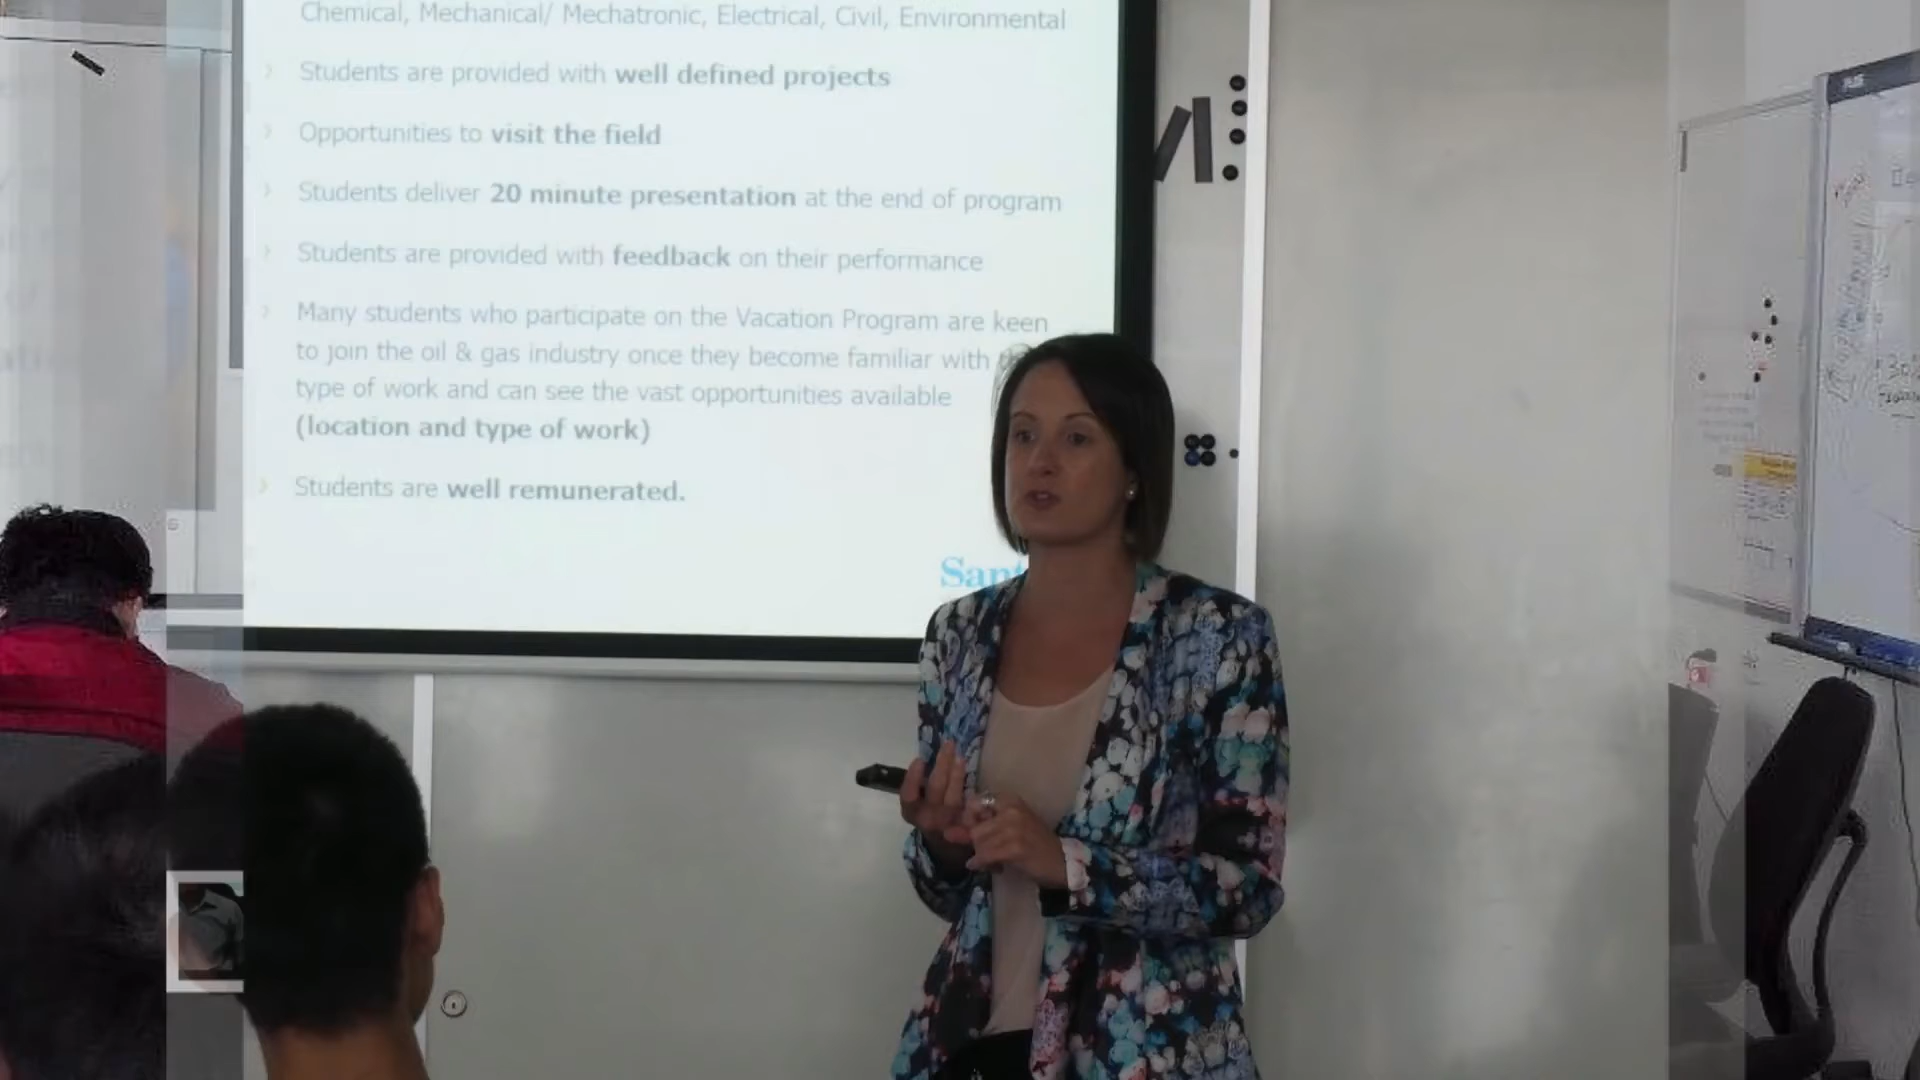 Chemical, Mechanical/ Mechatronic, Electrical, Civil, Environmental
Students are provided with well defined projects
Opportunities to visit the field
Students deliver 20 minute presentation at the end of program
Students are provided with feedback on their performance
Many students who participate on the Vacation Program are keen
to join the oil & gas industry once they become familiar with
type of work and can see the vast opportunities available
(location and type of work)
Students are well remunerated.